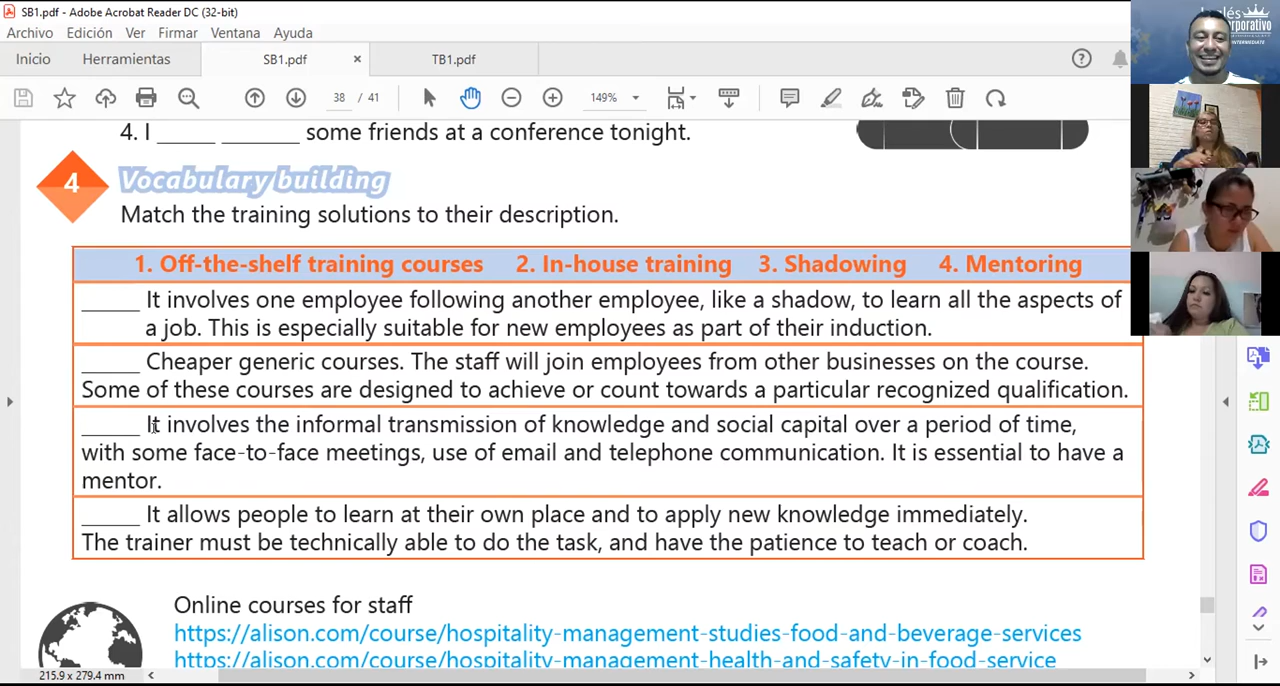 SB1.pdf - Adobe Acrobat Reader DC (32-bit)
Archivo Edición Ver Firmar Ventana Ayuda
Inicio Herramientas SB1.pdf × TB1.pdf
38 / 41 149%
4. I _____ _______ some friends at a conference tonight.
4 Vocabulary building
Match the training solutions to their description.
1. Off-the-shelf training courses 2. In-house training 3. Shadowing 4. Mentoring
_____ It involves one employee following another employee, like a shadow, to learn all the aspects of
a job. This is especially suitable for new employees as part of their induction.
_____ Cheaper generic courses. The staff will join employees from other businesses on the course.
Some of these courses are designed to achieve or count towards a particular recognized qualification.
_____ It involves the informal transmission of knowledge and social capital over a period of time,
with some face-to-face meetings, use of email and telephone communication. It is essential to have a
mentor.
_____ It allows people to learn at their own place and to apply new knowledge immediately.
The trainer must be technically able to do the task, and have the patience to teach or coach.
Online courses for staff
https://alison.com/course/hospitality-management-studies-food-and-beverage-services
https://alison.com/course/hospitality-management-health-and-safety-in-food-service
215.9 x 279.4 mm